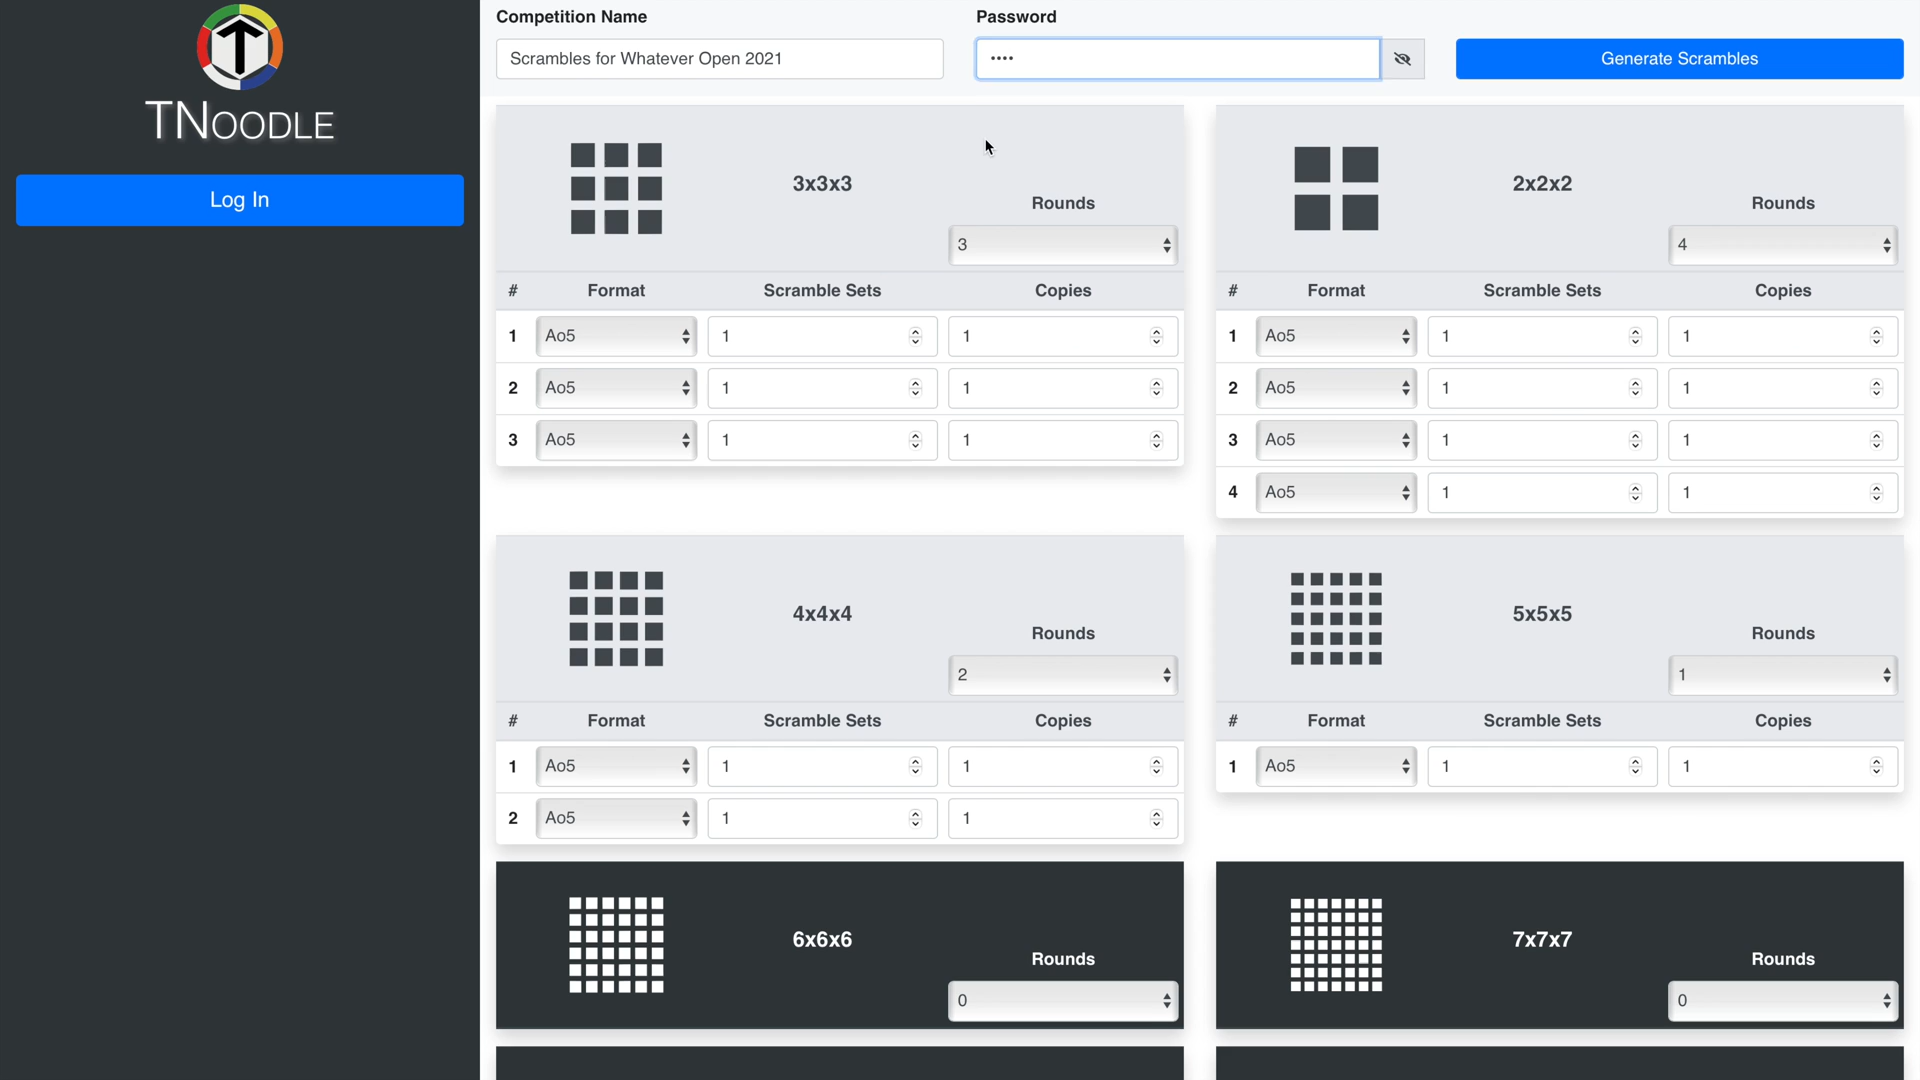 TNOODLE
Log In
Competition Name
Password
Scrambles for Whatever Open 2021
••••
Generate Scrambles
3x3x3
Rounds
3
# Format Scramble Sets Copies
1 Ao5 1 1
2 Ao5 1 1
3 Ao5 1 1
2x2x2
Rounds
4
# Format Scramble Sets Copies
1 Ao5 1 1
2 Ao5 1 1
3 Ao5 1 1
4 Ao5 1 1
4x4x4
Rounds
2
# Format Scramble Sets Copies
1 Ao5 1 1
2 Ao5 1 1
5x5x5
Rounds
1
# Format Scramble Sets Copies
1 Ao5 1 1
6x6x6
Rounds
0
7x7x7
Rounds
0